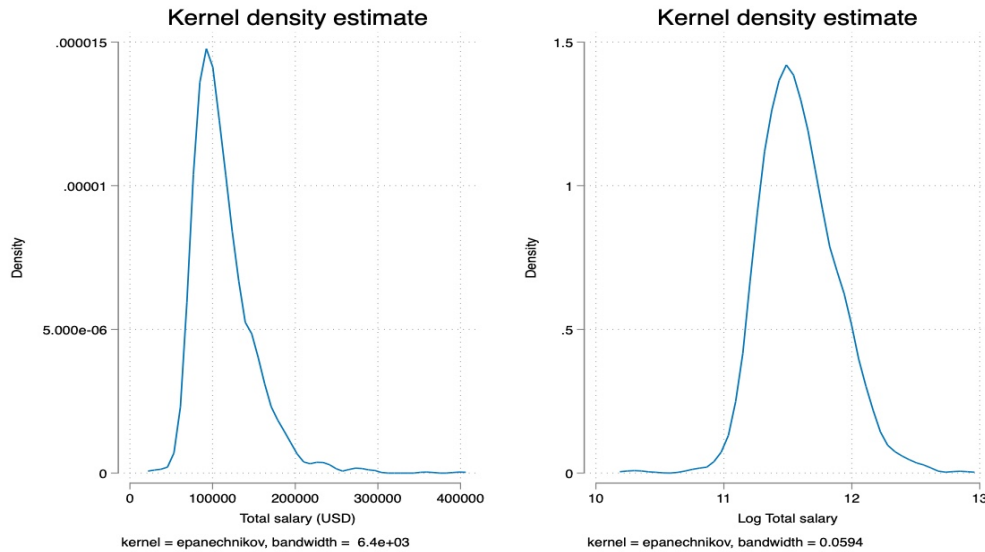 Kernel density estimate
.000015
.00001
5.000e-06
0
Density
0 100000 200000 300000 400000
Total salary (USD)
kernel = epanechnikov, bandwidth = 6.4e+03
Kernel density estimate
1.5
1
.5
0
Density
10 11 12 13
Log Total salary
kernel = epanechnikov, bandwidth = 0.0594